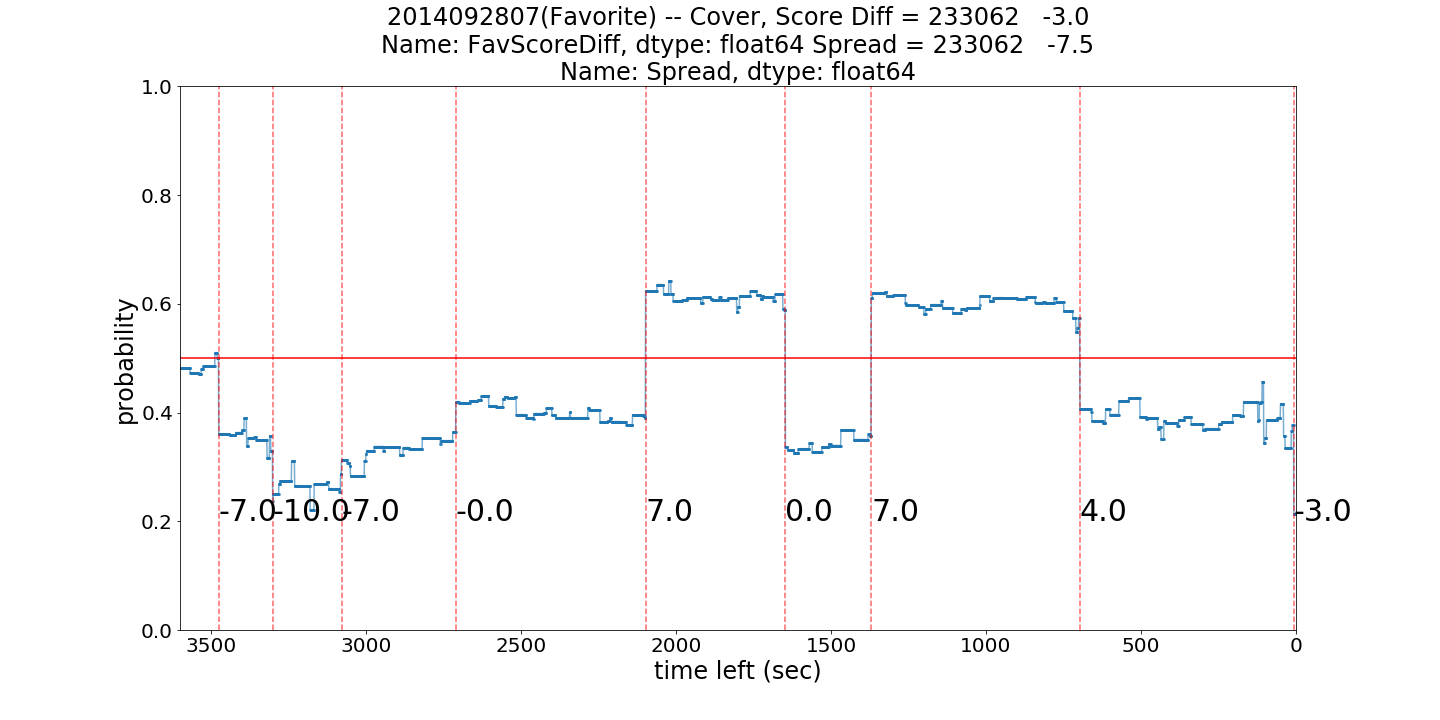 2014092807(Favorite) -- Cover, Score Diff = 233062   -3.0
Name: FavScoreDiff, dtype: float64 Spread = 233062   -7.5
Name: Spread, dtype: float64
1.0
0.8
0.6
0.4
0.2
0.0
probability
-7.0 -10.0 -7.0 -0.0 7.0 0.0 7.0 4.0 -3.0
3500 3000 2500 2000 1500 1000 500 0
time left (sec)